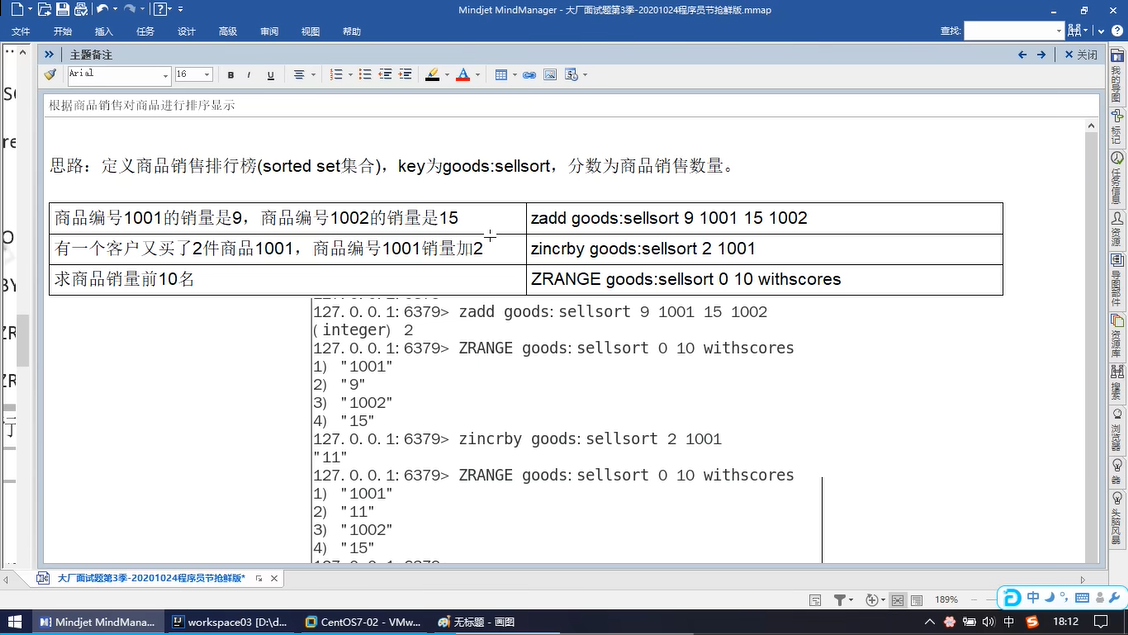 Mindjet MindManager - 大厂面试题第3季-20201024程序员节抢鲜版.mmap
文件 开始 插入 任务 设计 高级 审阅 视图 帮助 查找:
主题备注 关闭
Arial 16 B I U
根据商品销售对商品进行排序显示
思路：定义商品销售排行榜(sorted set集合)，key为goods:sellsort，分数为商品销售数量。
商品编号1001的销量是9，商品编号1002的销量是15 zadd goods:sellsort 9 1001 15 1002
有一个客户又买了2件商品1001，商品编号1001销量加2 zincrby goods:sellsort 2 1001
求商品销量前10名 ZRANGE goods:sellsort 0 10 withscores
127.0.0.1:6379> zadd goods:sellsort 9 1001 15 1002
(integer) 2
127.0.0.1:6379> ZRANGE goods:sellsort 0 10 withscores
1) "1001"
2) "9"
3) "1002"
4) "15"
127.0.0.1:6379> zincrby goods:sellsort 2 1001
"11"
127.0.0.1:6379> ZRANGE goods:sellsort 0 10 withscores
1) "1001"
2) "11"
3) "1002"
4) "15"
我的导图
标记
任务信息
资源
导图部件
资源库
搜索
浏览器
头脑风暴
大厂面试题第3季-20201024程序员节抢鲜版*
189%
中
Mindjet MindMana... workspace03 [D:\d... CentOS7-02 - VMw... 无标题 - 画图 中 18:12